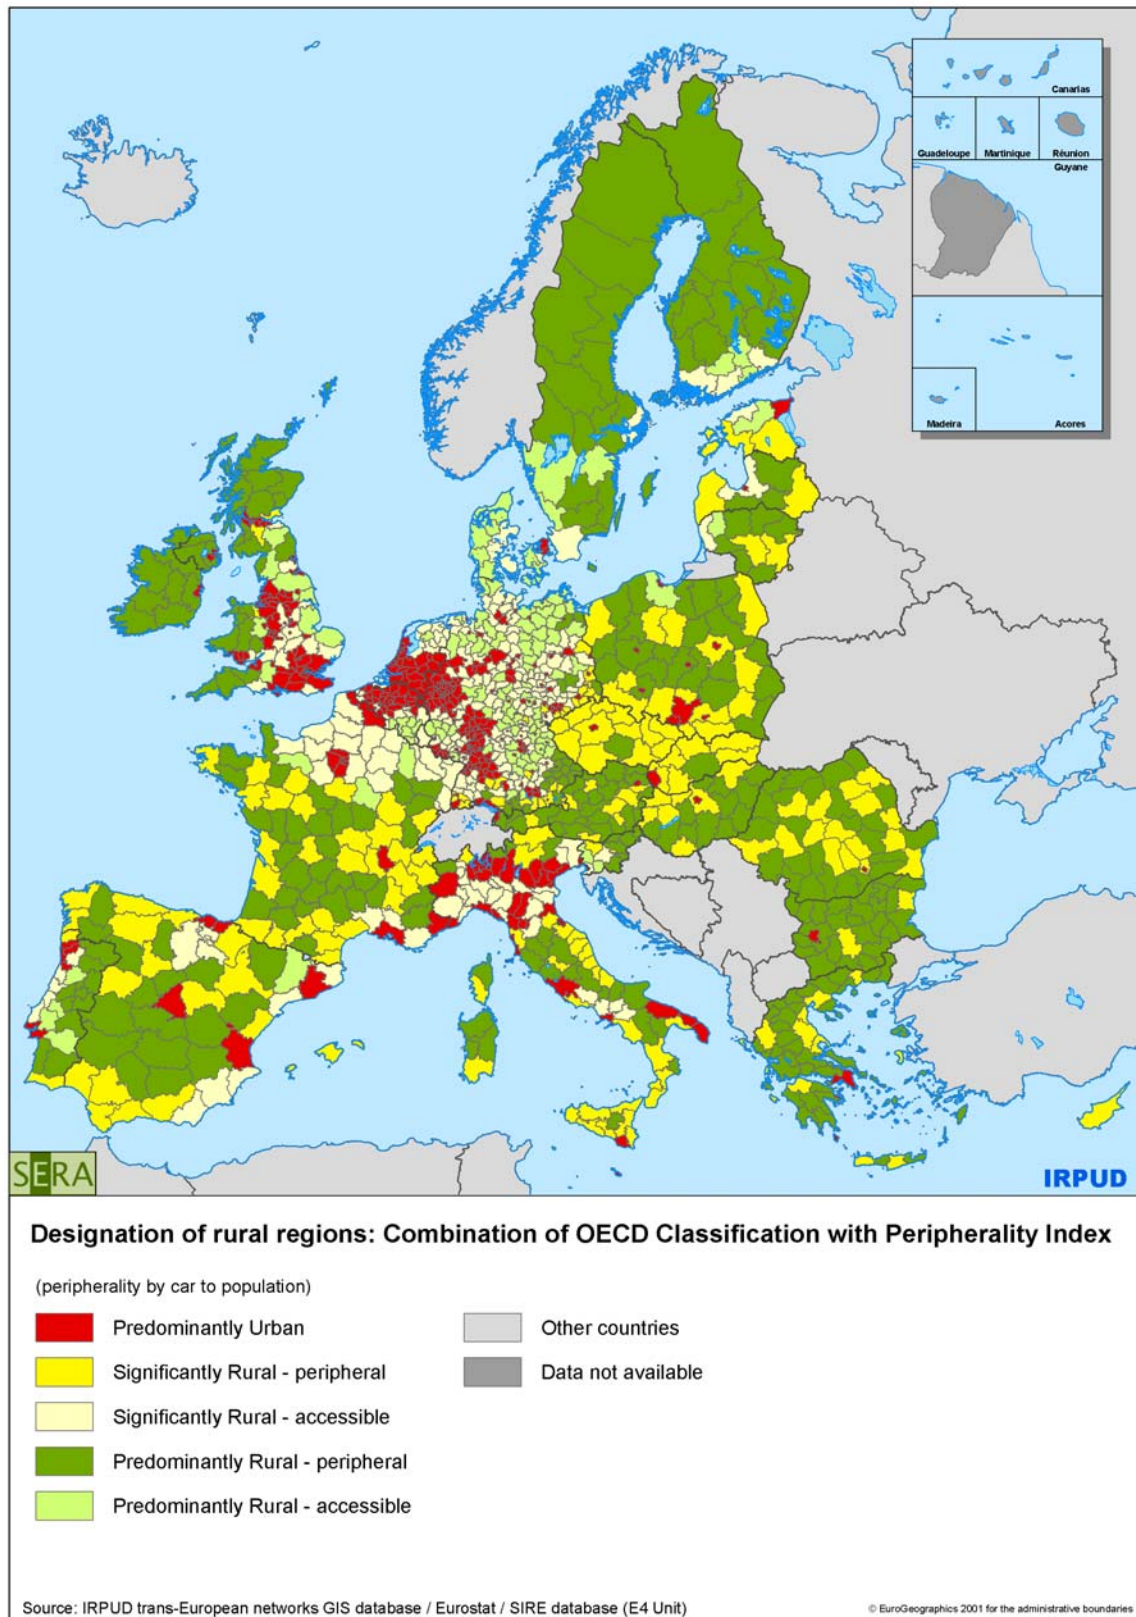 Canarias
Guadeloupe
Martinique
Réunion
Guyane
Madeira
Acores
SERA
IRPUD
Designation of rural regions: Combination of OECD Classification with Peripherality Index
(peripherality by car to population)
Predominantly Urban
Significantly Rural - peripheral
Significantly Rural - accessible
Predominantly Rural - peripheral
Predominantly Rural - accessible
Other countries
Data not available
Source: IRPUD trans-European networks GIS database / Eurostat / SIRE database (E4 Unit)
© EuroGeographics 2001 for the administrative boundaries